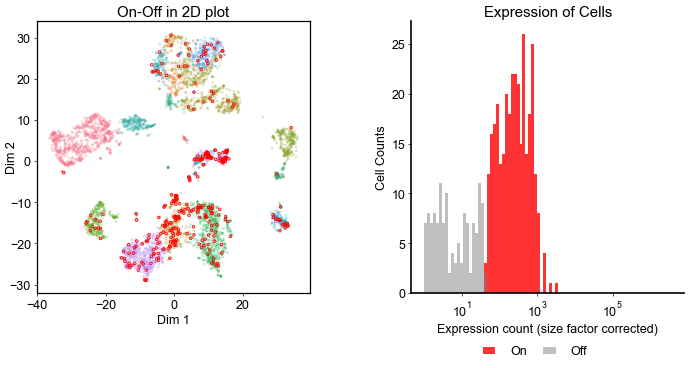 On-Off in 2D plot
Dim 2
30
20
10
0
−10
−20
−30
−40
−20
0
20
Dim 1
Expression of Cells
Cell Counts
25
20
15
10
5
0
10^1
10^3
10^5
Expression count (size factor corrected)
On Off